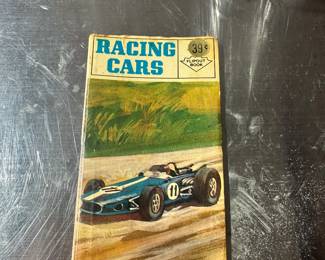 RACING
CARS
39¢
FLIPOUT
BOOK
11